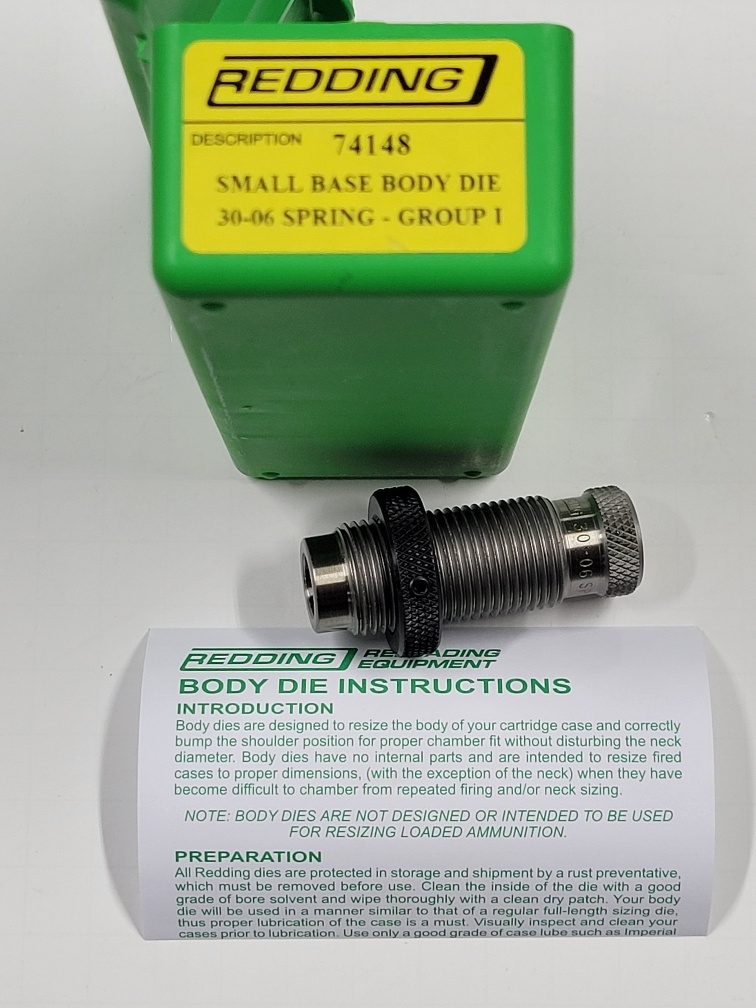 REDDING
DESCRIPTION 74148
SMALL BASE BODY DIE
30-06 SPRING - GROUP I
30-06 SP
REDDING RELOADING
EQUIPMENT
BODY DIE INSTRUCTIONS
INTRODUCTION
Body dies are designed to resize the body of your cartridge case and correctly
bump the shoulder position for proper chamber fit without disturbing the neck
diameter. Body dies have no internal parts and are intended to resize fired
cases to proper dimensions, (with the exception of the neck) when they have
become difficult to chamber from repeated firing and/or neck sizing.
NOTE: BODY DIES ARE NOT DESIGNED OR INTENDED TO BE USED
FOR RESIZING LOADED AMMUNITION.
PREPARATION
All Redding dies are protected in storage and shipment by a rust preventative,
which must be removed before use. Clean the inside of the die with a good
grade of bore solvent and wipe thoroughly with a clean dry patch. Your body
die will be used in a manner similar to that of a regular full-length sizing die,
thus proper lubrication of the case is a must. Visually inspect and clean your
cases prior to lubrication. Use only a good grade of case lube such as Imperial